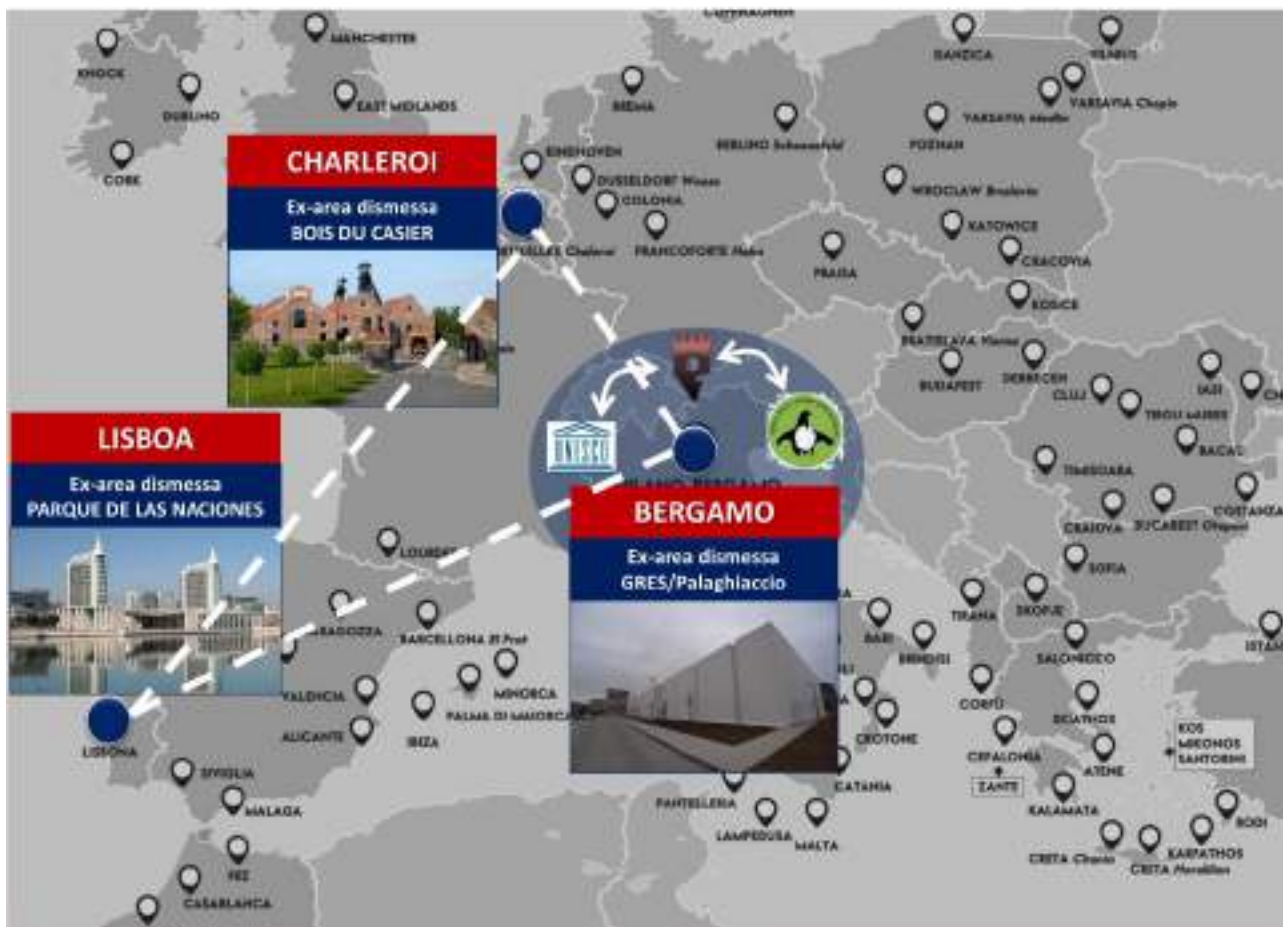 MANCHESTER
KNOCK
DUBLINO
EAST MIDLANDS
CORK
COPENHAGEN
DANZICA
VILNIUS
BREMA
VARSAVIA Chopin
VARSAVIA Modlin
BERLINO Schoenefeld
POZNAN
EINDHOVEN
DUSSELDORF Weeze
COLONIA
FRANCOFORTE Hahn
WROCLAW Breslavia
KATOWICE
CRACOVIA
PRAGA
KOSICE
BRATISLAVA Vienna
BUDAPEST
DEBRECEN
CLUJ
TIRGU MURES
IASI
BACAU
TIMISOARA
CRAIOVA
BUCAREST Otopeni
COSTANZA
SOFIA
CHARLEROI
Ex-area dismessa
BOIS DU CASIER
UNESCO
LISBOA
Ex-area dismessa
PARQUE DE LAS NACIONES
MILANO BERGAMO
BERGAMO
Ex-area dismessa
GRES/Palaghiaccio
BARCELLONA El Prat
MINORCA
VALENCIA
PALMA DI MAIORCA
ALICANTE
IBIZA
LISBONA
SIVIGLIA
MALAGA
FEZ
CASABLANCA
BARI
BRINDISI
TIRANA
SKOPJE
SALONICCO
CORFÙ
SKIATHOS
CROTONE
CEFALONIA
ZANTE
ATENE
KOS
MIKONOS
SANTORINI
CATANIA
KALAMATA
PANTELLERIA
LAMPEDUSA
MALTA
RODI
KARPATHOS
CRETA Chania
CRETA Heraklion